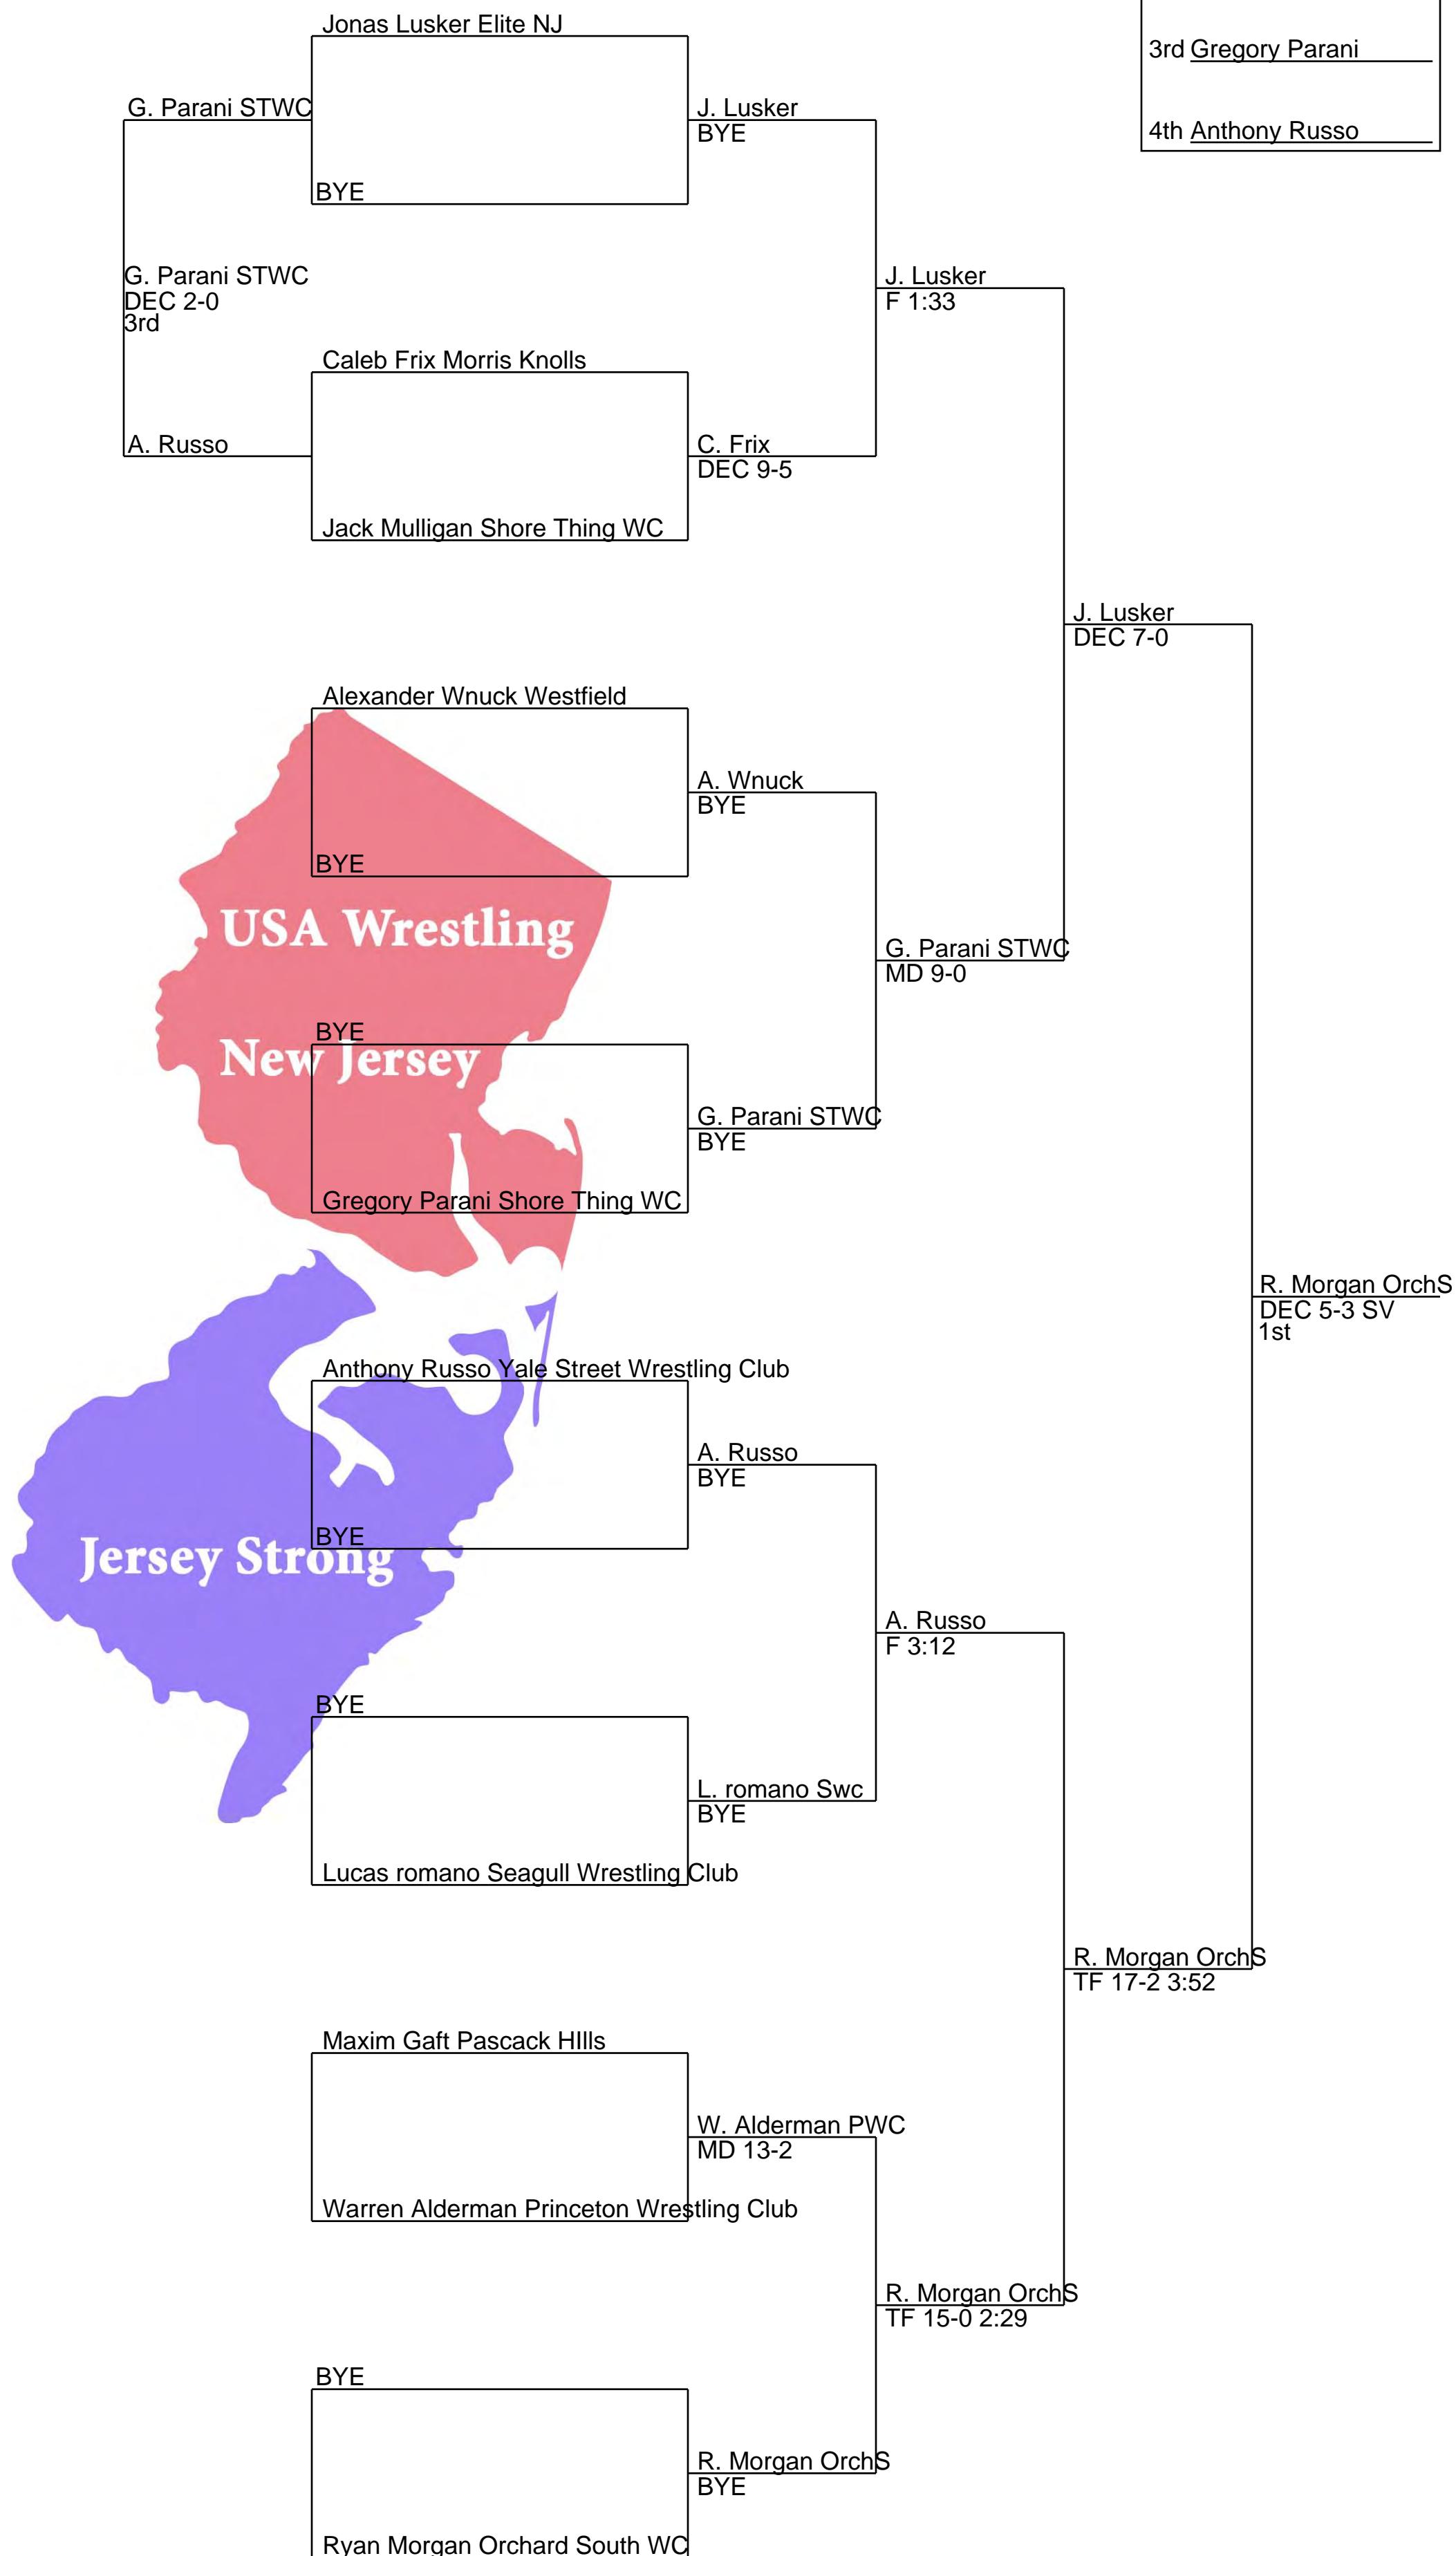 Jonas Lusker Elite NJ
3rd Gregory Parani
G. Parani STWC
J. Lusker
BYE
4th Anthony Russo
BYE
G. Parani STWC
DEC 2-0
3rd
J. Lusker
F 1:33
Caleb Frix Morris Knolls
A. Russo
C. Frix
DEC 9-5
Jack Mulligan Shore Thing WC
J. Lusker
DEC 7-0
Alexander Wnuck Westfield
A. Wnuck
BYE
BYE
USA Wrestling
G. Parani STWC
MD 9-0
BYE
New Jersey
G. Parani STWC
BYE
Gregory Parani Shore Thing WC
R. Morgan OrchS
DEC 5-3 SV
1st
Anthony Russo Yale Street Wrestling Club
A. Russo
BYE
BYE
Jersey Strong
A. Russo
F 3:12
BYE
L. romano Swc
BYE
Lucas romano Seagull Wrestling Club
R. Morgan OrchS
TF 17-2 3:52
Maxim Gaft Pascack HIlls
W. Alderman PWC
MD 13-2
Warren Alderman Princeton Wrestling Club
R. Morgan OrchS
TF 15-0 2:29
BYE
R. Morgan OrchS
BYE
Ryan Morgan Orchard South WC